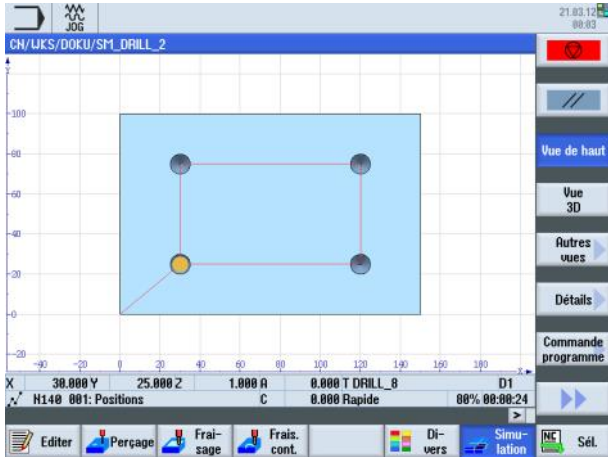 JOG
21.03.12
00:03
CN/WKS/DOKU/SM_DRILL_2
Y
100
80
60
40
20
0
-20
-40 -20 0 20 40 60 80 100 120 140 160 180 X
X 30.000 Y 25.000 Z 1.000 A 0.000 T DRILL_8 D1
N140 001: Positions C 0.000 Rapide 80% 00:00:24
>
Vue de haut
Vue
3D
Autres
vues
Détails
Commande
programme
Editer
Perçage
Frai-
sage
Frais.
cont.
Di-
vers
Simu-
lation
NC Sél.